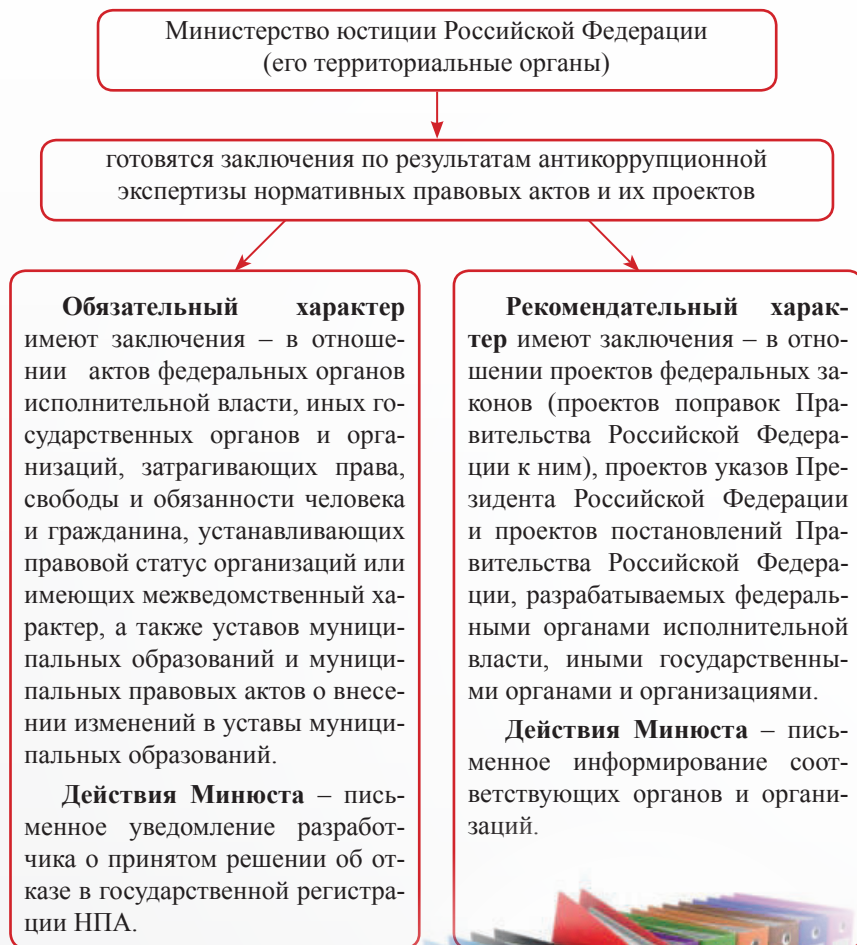 Министерство юстиции Российской Федерации
(его территориальные органы)
готовятся заключения по результатам антикоррупционной
экспертизы нормативных правовых актов и их проектов
Обязательный характер
имеют заключения – в отноше-
нии актов федеральных органов
исполнительной власти, иных го-
сударственных органов и орга-
низаций, затрагивающих права,
свободы и обязанности человека
и гражданина, устанавливающих
правовой статус организаций или
имеющих межведомственный ха-
рактер, а также уставов муници-
пальных образований и муници-
пальных правовых актов о внесе-
нии изменений в уставы муници-
пальных образований.
Действия Минюста – пись-
менное уведомление разработ-
чика о принятом решении об от-
казе в государственной регистра-
ции НПА.
Рекомендательный харак-
тер имеют заключения – в отно-
шении проектов федеральных за-
конов (проектов поправок Пра-
вительства Российской Федера-
ции к ним), проектов указов Пре-
зидента Российской Федерации
и проектов постановлений Пра-
вительства Российской Федера-
ции, разрабатываемых федераль-
ными органами исполнительной
власти, иными государственны-
ми органами и организациями.
Действия Минюста – пись-
менное информирование соот-
ветствующих органов и органи-
заций.